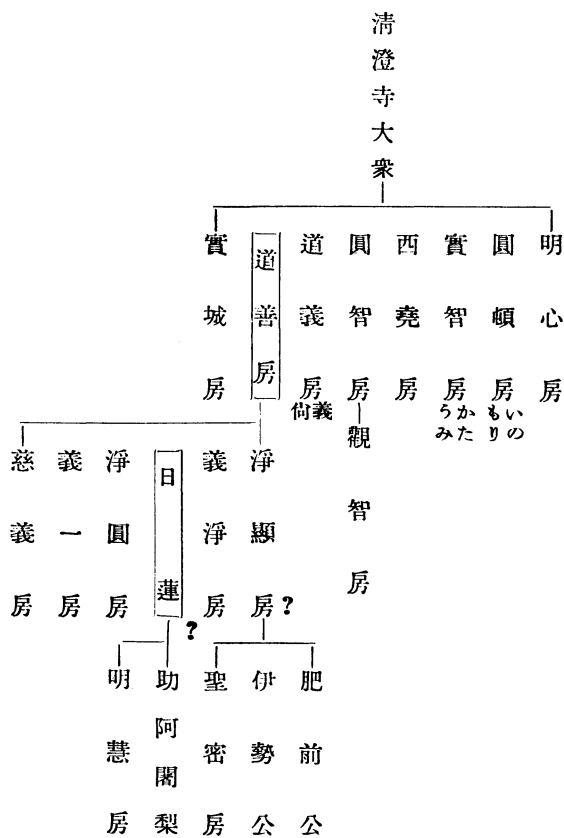 清澄寺大衆
明心房
圓頓房
いの
もり
實智房
かた
うみ
西堯房
圓智房
觀智房
道義房
義尙
道善房
實城房
淨顯房?
義淨房
日蓮
?
淨圓房
義一房
慈義房
肥前公
伊勢公
聖密房
助阿闍梨
明慧房